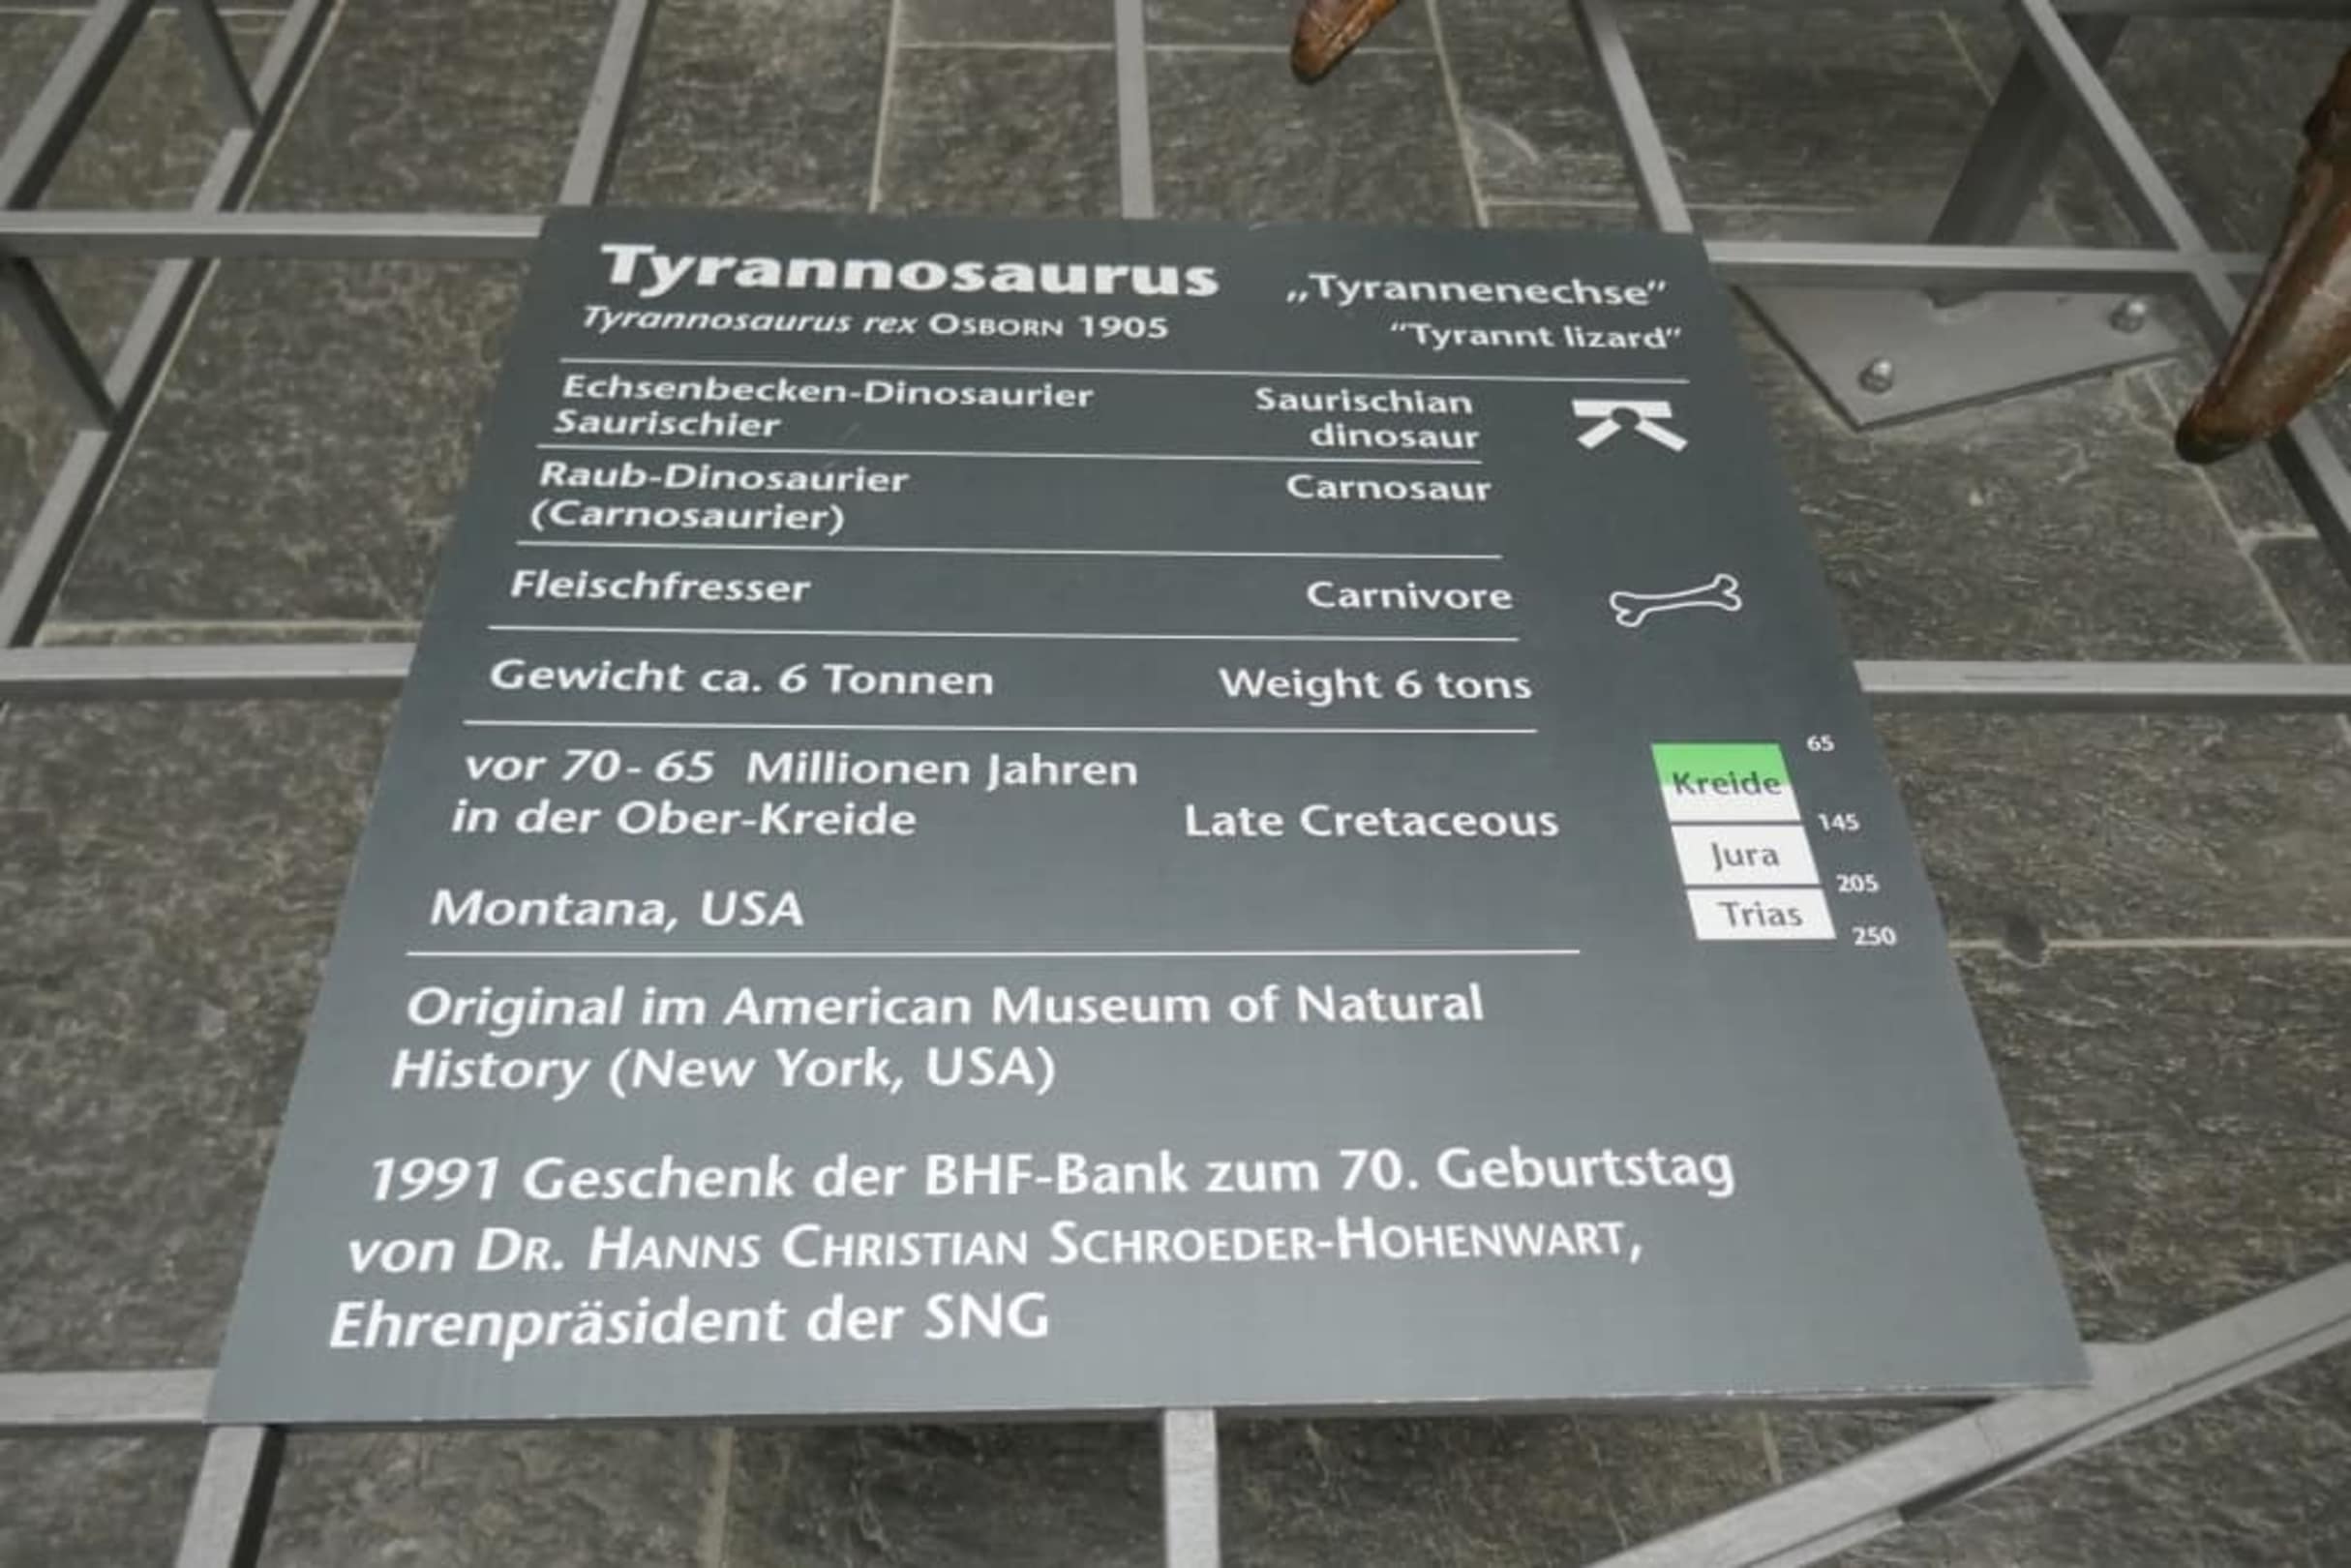 Tyrannosaurus „Tyrannenechse”
Tyrannosaurus rex OSBORN 1905 “Tyrannt lizard”
Echsenbecken-Dinosaurier Saurischian
Saurischier dinosaur
Raub-Dinosaurier Carnosaur
(Carnosaurier)
Fleischfresser Carnivore
Gewicht ca. 6 Tonnen Weight 6 tons
vor 70-65 Millionen Jahren
in der Ober-Kreide Late Cretaceous
65
Kreide
145
Jura
205
Trias
250
Montana, USA
Original im American Museum of Natural
History (New York, USA)
1991 Geschenk der BHF-Bank zum 70. Geburtstag
von DR. HANNS CHRISTIAN SCHROEDER-HOHENWART,
Ehrenpräsident der SNG